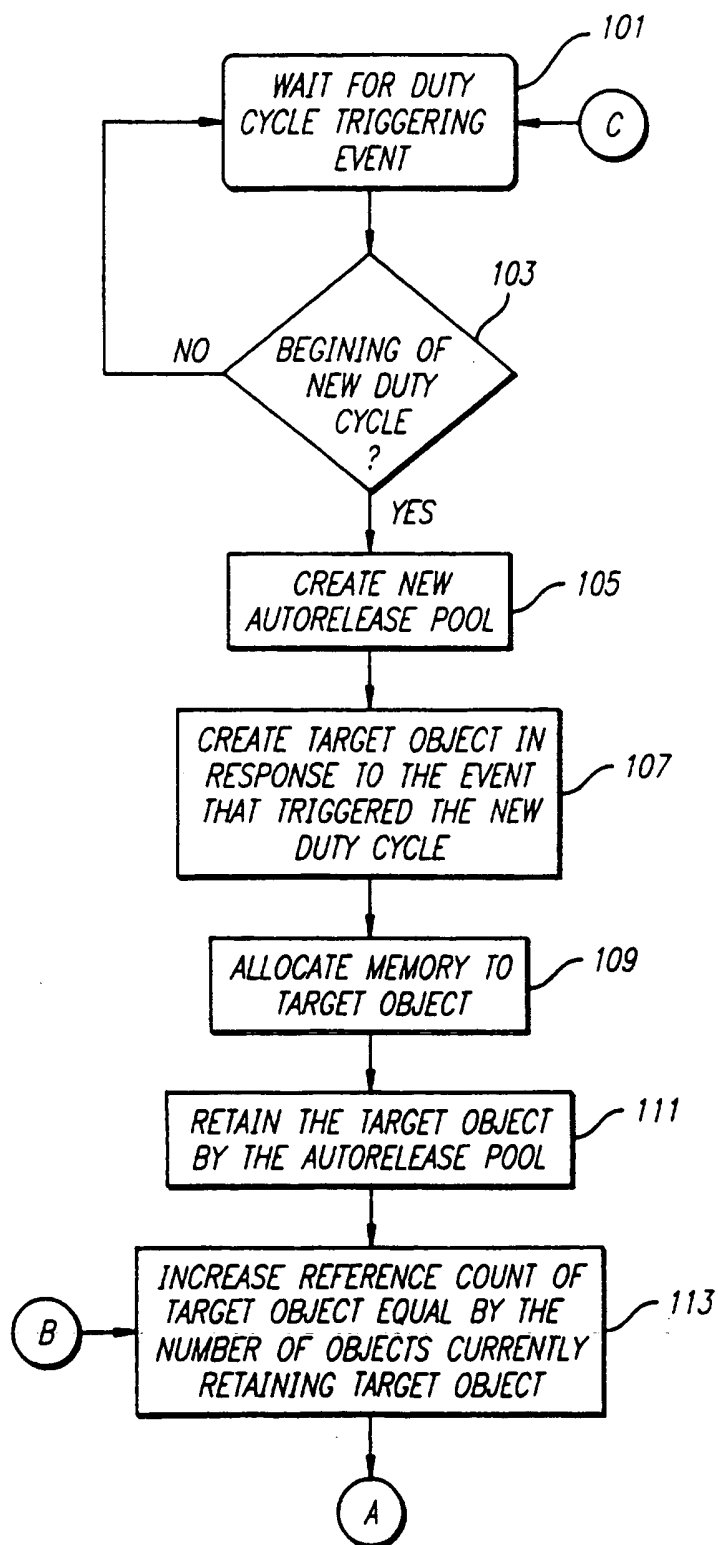 101
WAIT FOR DUTY
CYCLE TRIGGERING
EVENT
C
103
NO
BEGINING OF
NEW DUTY
CYCLE
?
YES
CREATE NEW
AUTORELEASE POOL
105
CREATE TARGET OBJECT IN
RESPONSE TO THE EVENT
THAT TRIGGERED THE NEW
DUTY CYCLE
107
ALLOCATE MEMORY TO
TARGET OBJECT
109
RETAIN THE TARGET OBJECT
BY THE AUTORELEASE POOL
111
INCREASE REFERENCE COUNT OF
TARGET OBJECT EQUAL BY THE
NUMBER OF OBJECTS CURRENTLY
RETAINING TARGET OBJECT
113
B
A